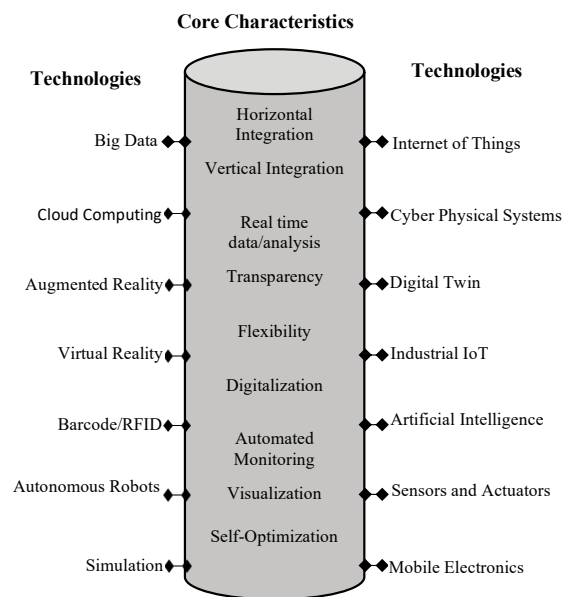 Core Characteristics
Technologies
Technologies
Horizontal
Integration
Big Data
Internet of Things
Vertical Integration
Cloud Computing
Cyber Physical Systems
Real time
data/analysis
Augmented Reality
Transparency
Digital Twin
Flexibility
Virtual Reality
Industrial IoT
Digitalization
Barcode/RFID
Artificial Intelligence
Automated
Monitoring
Autonomous Robots
Visualization
Sensors and Actuators
Self-Optimization
Simulation
Mobile Electronics